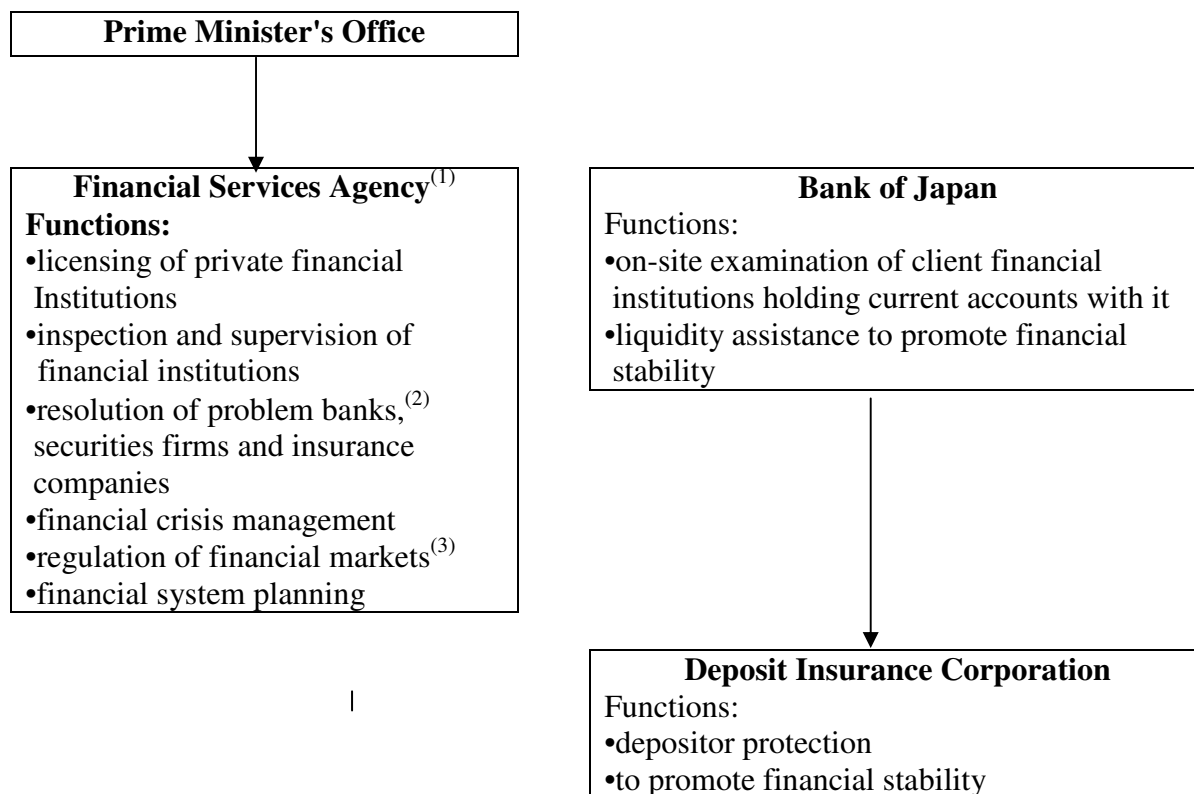 Prime Minister's Office
Financial Services Agency(1)
Functions:
•licensing of private financial
Institutions
•inspection and supervision of
financial institutions
•resolution of problem banks,(2)
securities firms and insurance
companies
•financial crisis management
•regulation of financial markets(3)
•financial system planning
Bank of Japan
Functions:
•on-site examination of client financial
institutions holding current accounts with it
•liquidity assistance to promote financial
stability
Deposit Insurance Corporation
Functions:
•depositor protection
•to promote financial stability